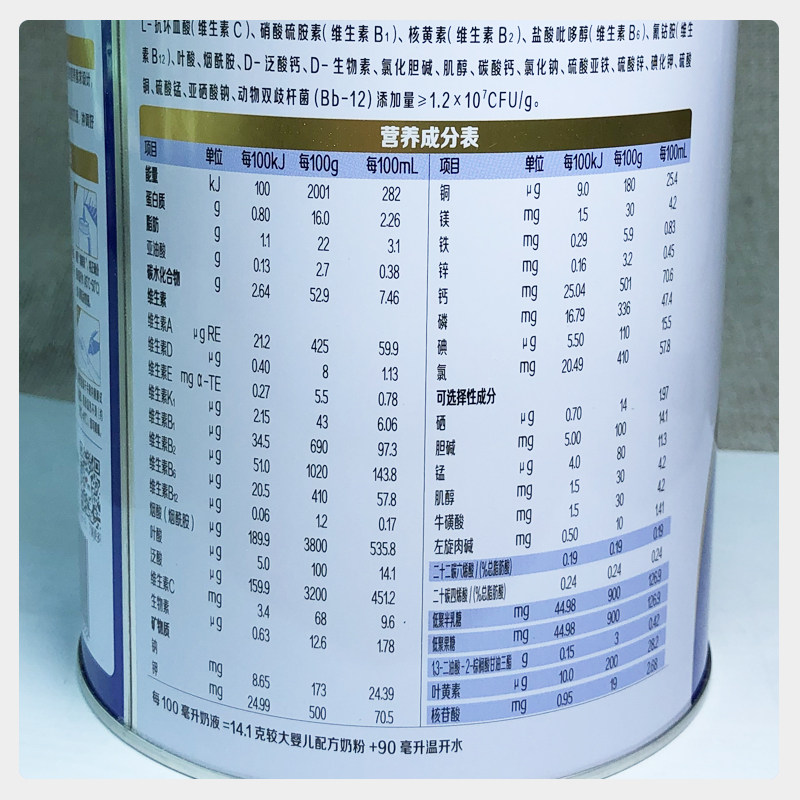 L-抗坏血酸(维生素C)、硝酸硫胺素(维生素B1)、核黄素(维生素B2)、盐酸吡哆醇(维生素B6)、氰钴胺(维生
素B12)、叶酸、烟酰胺、D-泛酸钙、D-生物素、氯化胆碱、肌醇、碳酸钙、氯化钠、硫酸亚铁、硫酸锌、碘化钾、硫酸
铜、硫酸锰、亚硒酸钠、动物双歧杆菌(Bb-12)添加量≥1.2×10⁷CFU/g。
营养成分表
项目 单位 每100kJ 每100g 每100mL
能量 kJ 100 2001 282
蛋白质 g 0.80 16.0 2.26
脂肪 g 1.1 22 3.1
亚油酸 g 0.13 2.7 0.38
碳水化合物 g 2.64 52.9 7.46
维生素
维生素A μgRE 21.2 425 59.9
维生素D μg 0.40 8 1.13
维生素E mg α-TE 0.27 5.5 0.78
维生素K1 μg 2.15 43 6.06
维生素B1 μg 34.5 690 97.3
维生素B2 μg 51.0 1020 143.8
维生素B6 μg 20.5 410 57.8
维生素B12 μg 0.06 1.2 0.17
烟酸(烟酰胺) μg 189.9 3800 535.8
叶酸 μg 5.0 100 14.1
泛酸 μg 159.9 3200 451.2
维生素C mg 3.4 68 9.6
生物素 μg 0.63 12.6 1.78
矿物质
钠 mg 8.65 173 24.39
钾 mg 24.99 500 70.5
项目 单位 每100kJ 每100g 每100mL
铜 μg 9.0 180 25.4
镁 mg 1.5 30 4.2
铁 mg 0.29 5.9 0.83
锌 mg 0.16 3.2 0.45
钙 mg 25.04 501 70.6
磷 mg 16.79 336 47.4
碘 μg 5.50 110 15.5
氯 mg 20.49 410 57.8
可选择性成分
硒 μg 0.70 14 1.97
胆碱 mg 5.00 100 14.1
锰 μg 4.0 80 11.3
肌醇 mg 1.5 30 4.2
牛磺酸 mg 1.5 30 4.2
左旋肉碱 mg 0.50 10 1.41
二十二碳六烯酸/(%总脂肪酸) 0.19 0.19 0.19
二十碳四烯酸/(%总脂肪酸) 0.24 0.24 0.24
低聚半乳糖 mg 44.98 900 126.9
低聚果糖 mg 44.98 900 126.9
1,3-二油酸-2-棕榈酸甘油三酯 g 0.15 3 0.42
叶黄素 μg 10.0 200 28.2
核苷酸 mg 0.95 19 2.68
每100毫升奶液=14.1克较大婴儿配方奶粉+90毫升温开水